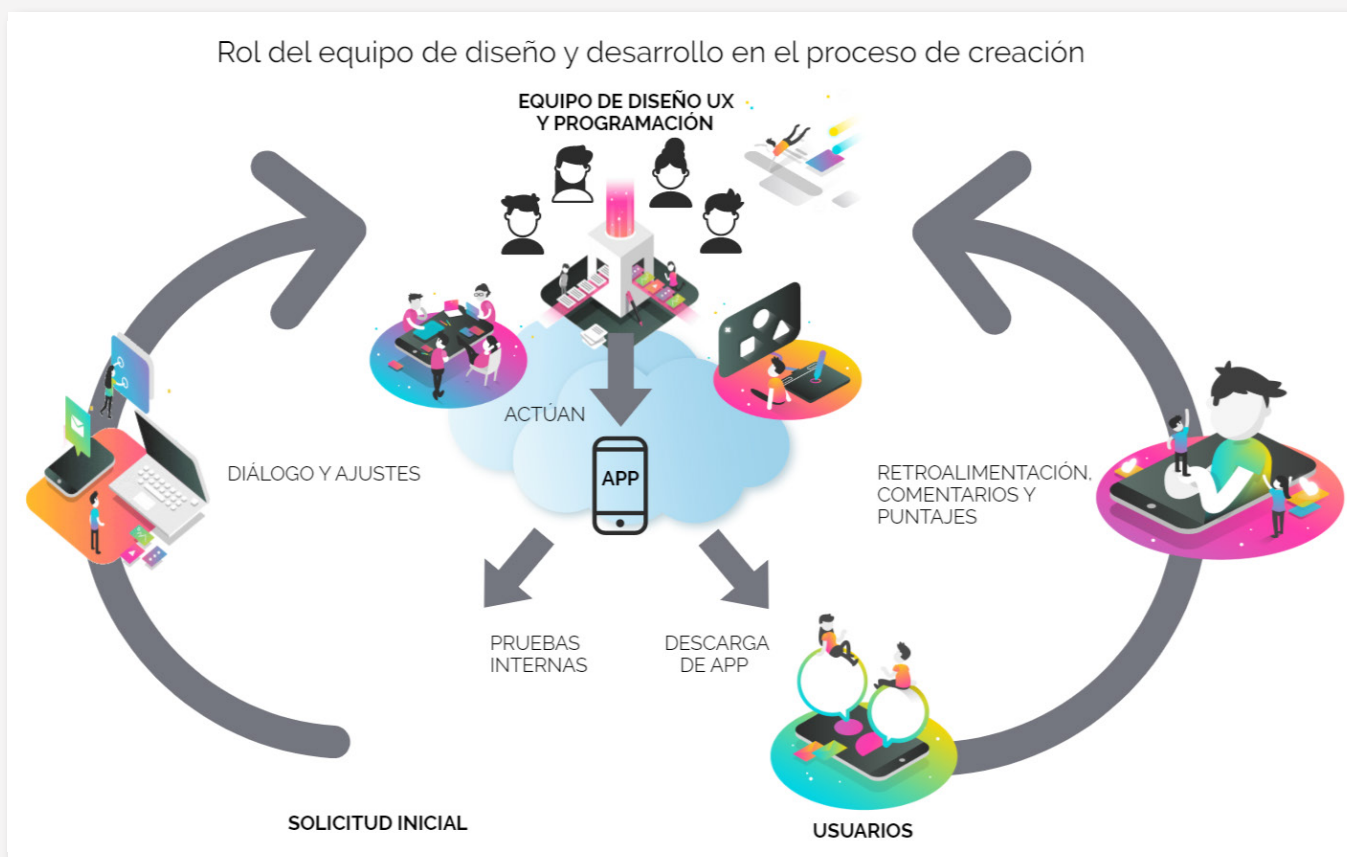 Rol del equipo de diseño y desarrollo en el proceso de creación
EQUIPO DE DISEÑO UX
Y PROGRAMACIÓN
ACTÚAN
APP
DIÁLOGO Y AJUSTES
RETROALIMENTACIÓN,
COMENTARIOS Y
PUNTAJES
PRUEBAS
INTERNAS
DESCARGA
DE APP
SOLICITUD INICIAL
USUARIOS